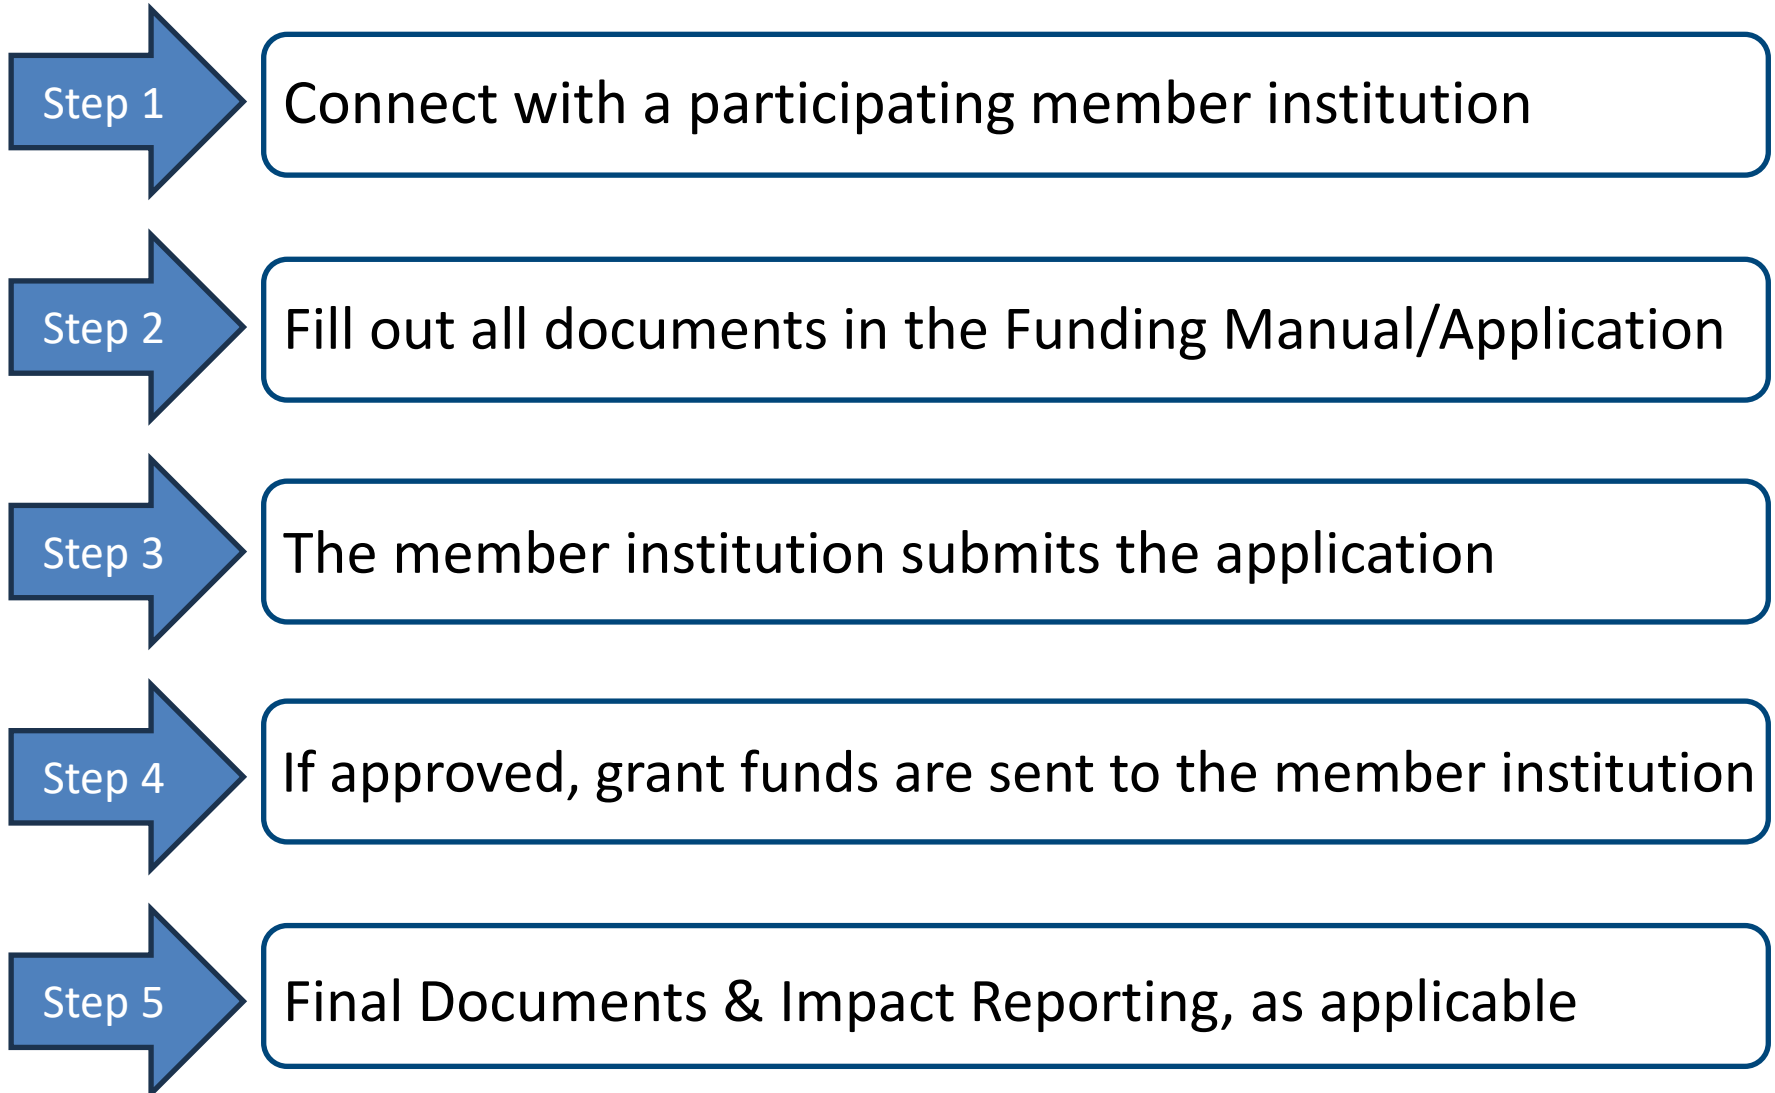 Step 1
Connect with a participating member institution
Step 2
Fill out all documents in the Funding Manual/Application
Step 3
The member institution submits the application
Step 4
If approved, grant funds are sent to the member institution
Step 5
Final Documents & Impact Reporting, as applicable